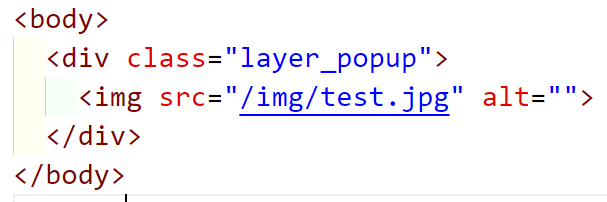 <body>
<div class="layer_popup">
<img src="/img/test.jpg" alt="">
</div>
</body>